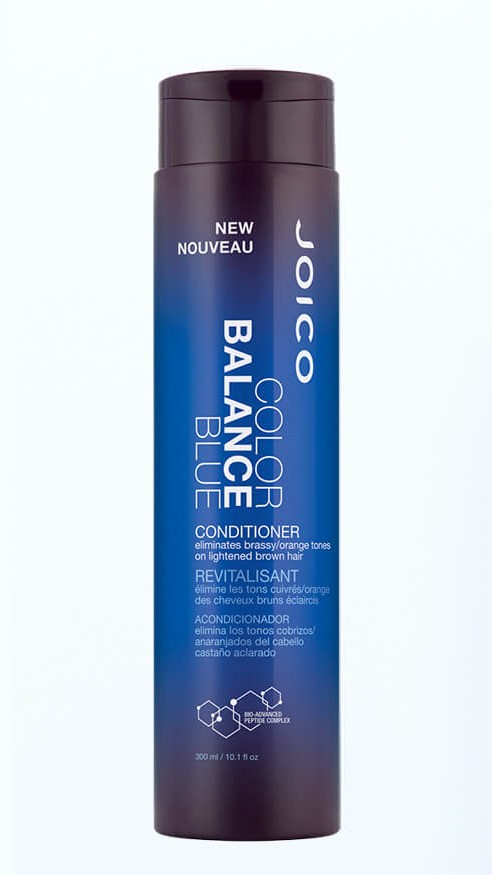 NEW
NOUVEAU
JOICO
COLOR
BALANCE
BLUE
CONDITIONER
eliminates brassy/orange tones
on lightened brown hair
REVITALISANT
élimine les tons cuivrés/orange
des cheveux bruns éclaircis
ACONDICIONADOR
elimina los tonos cobrizos/
anaranjados del cabello
castaño aclarado
BIO-ADVANCED
PEPTIDE COMPLEX
300 ml / 10.1 fl oz